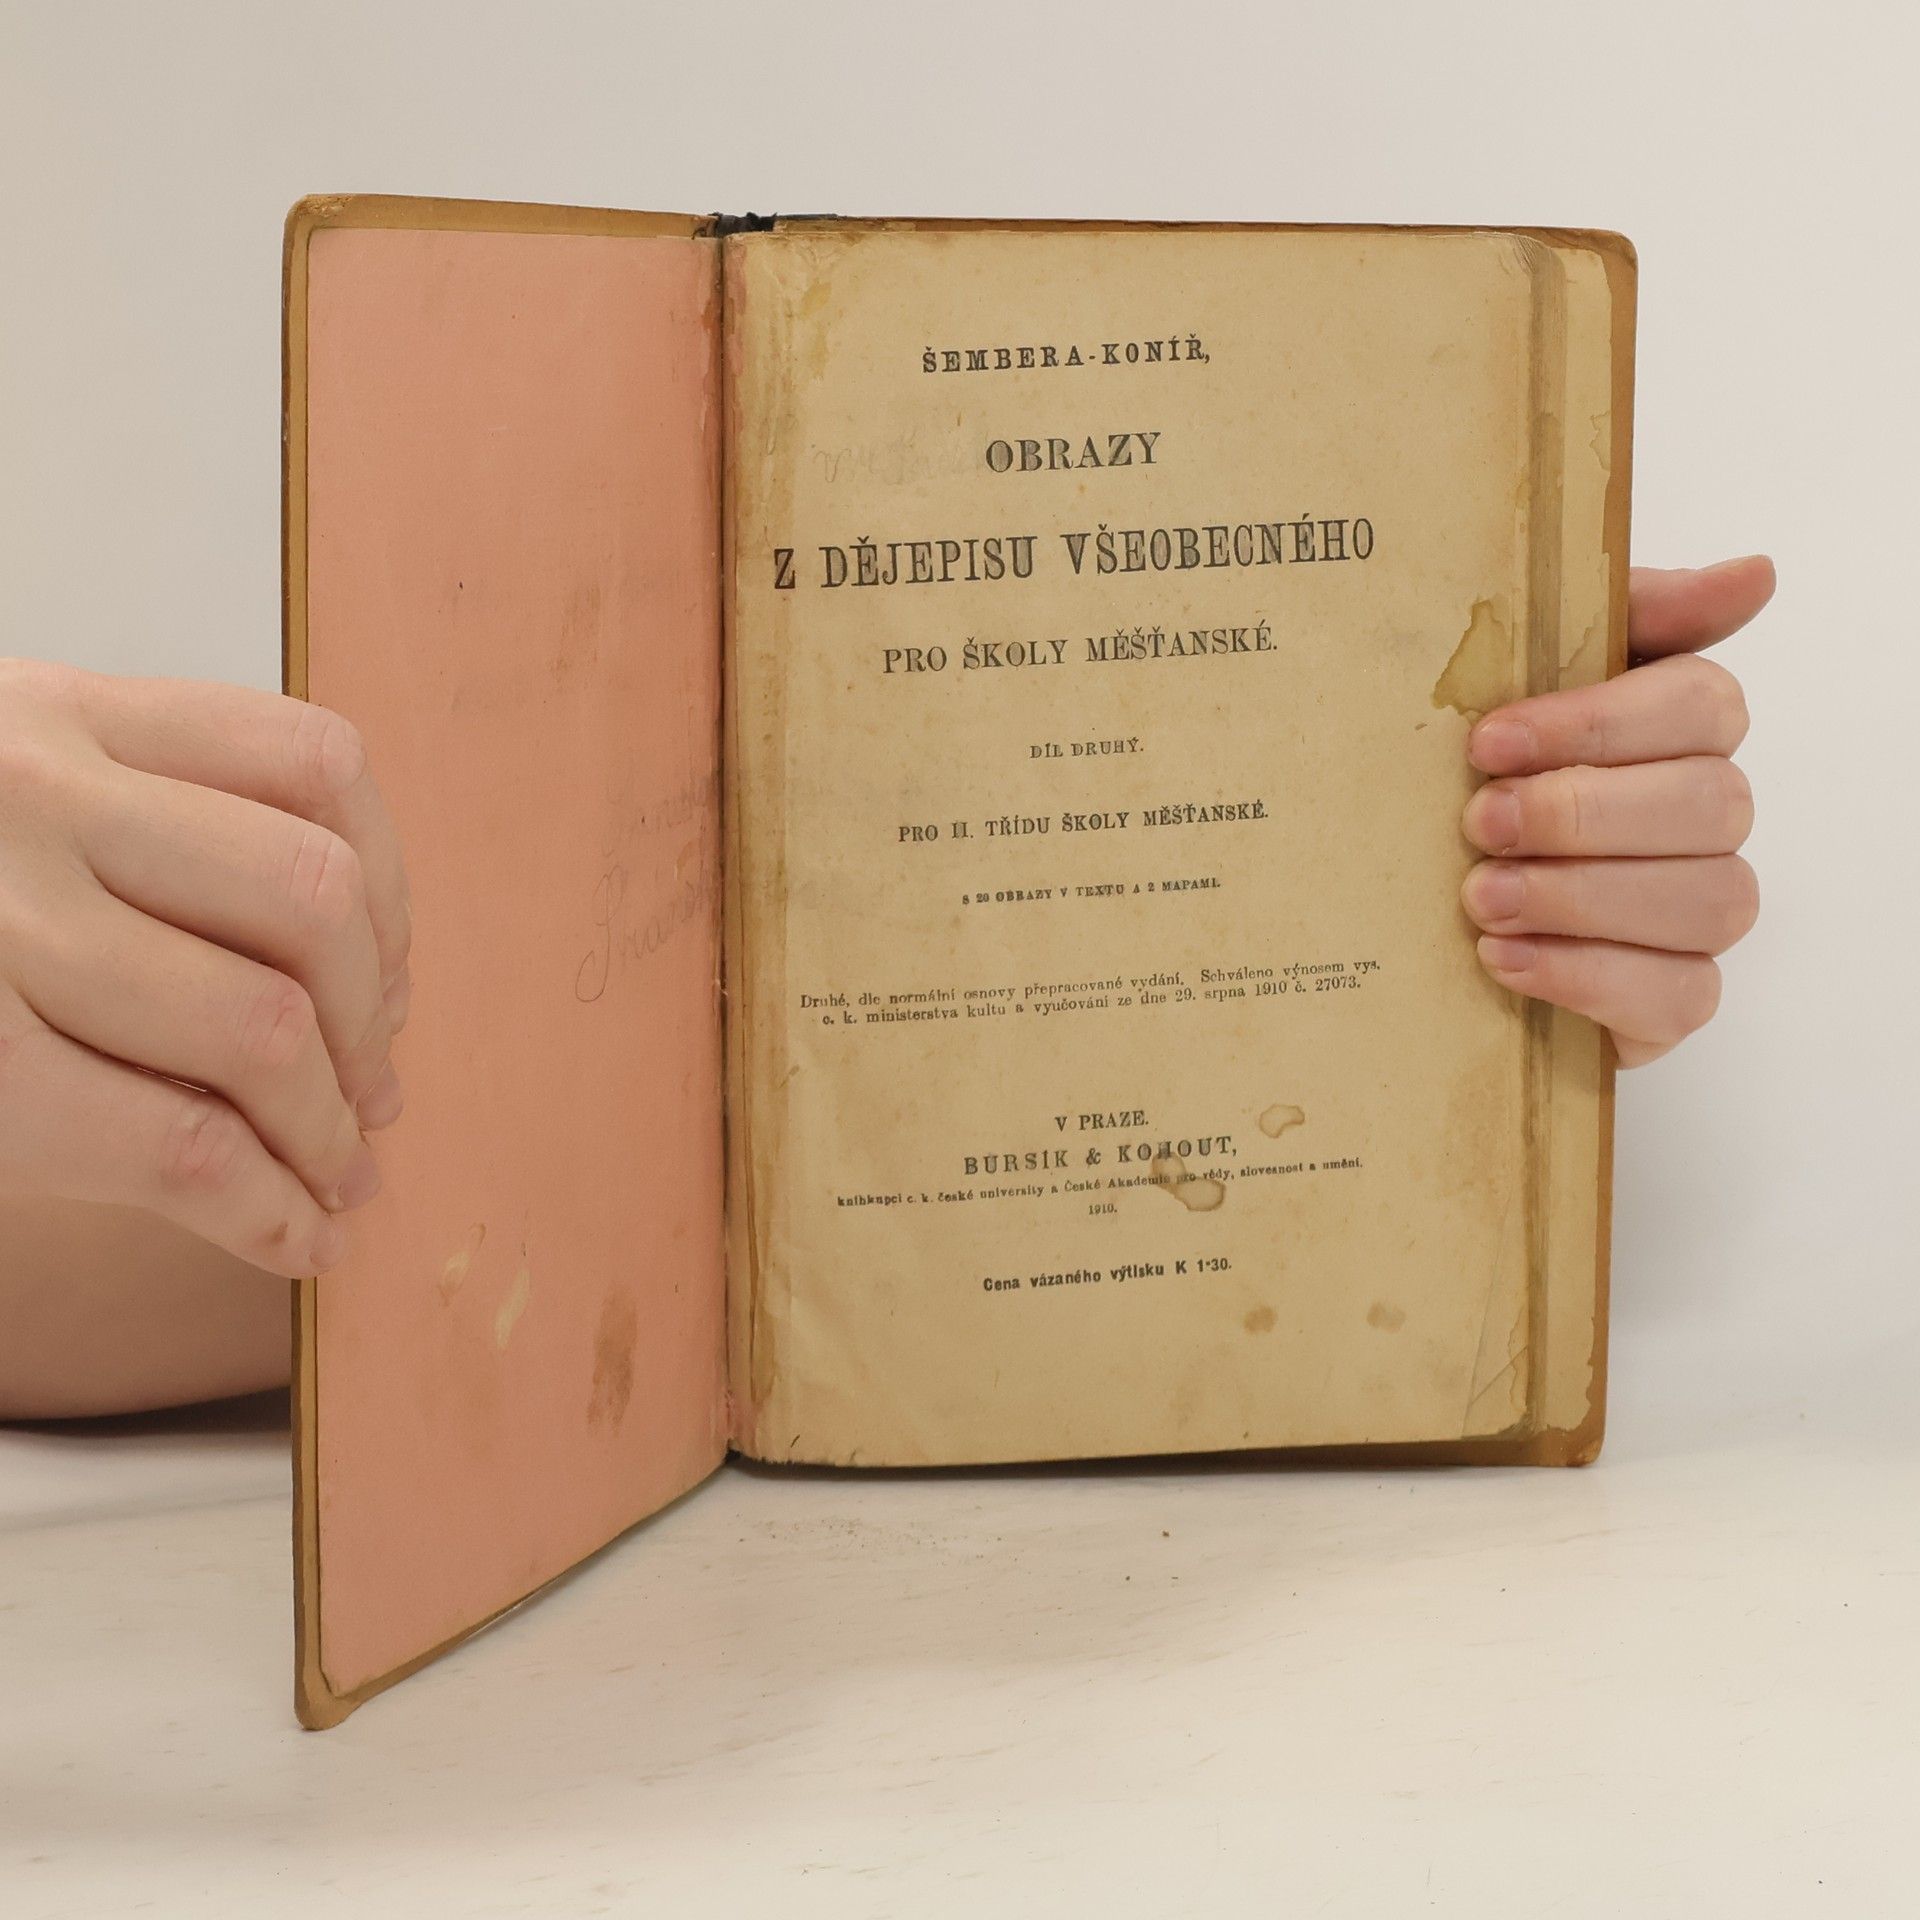 ŠEMBERA-KONÍŘ,
OBRAZY
Z DĚJEPISU VŠEOBECNÉHO
PRO ŠKOLY MĚŠŤANSKÉ.
DÍL DRUHÝ.
PRO II. TŘÍDU ŠKOLY MĚŠŤANSKÉ.
S 20 OBRAZY V TEXTU A 2 MAPAMI.
Druhé, dle normální osnovy přepracované vydání. Schváleno výnosem vys.
c. k. ministerstva kultu a vyučování ze dne 29. srpna 1910 č. 27073.
V PRAZE.
BURSÍK & KOHOUT,
knihkupci c. k. české university a České Akademie pro vědy, slovesnost a umění.
1910.
Cena vázaného výtisku K 1·30.